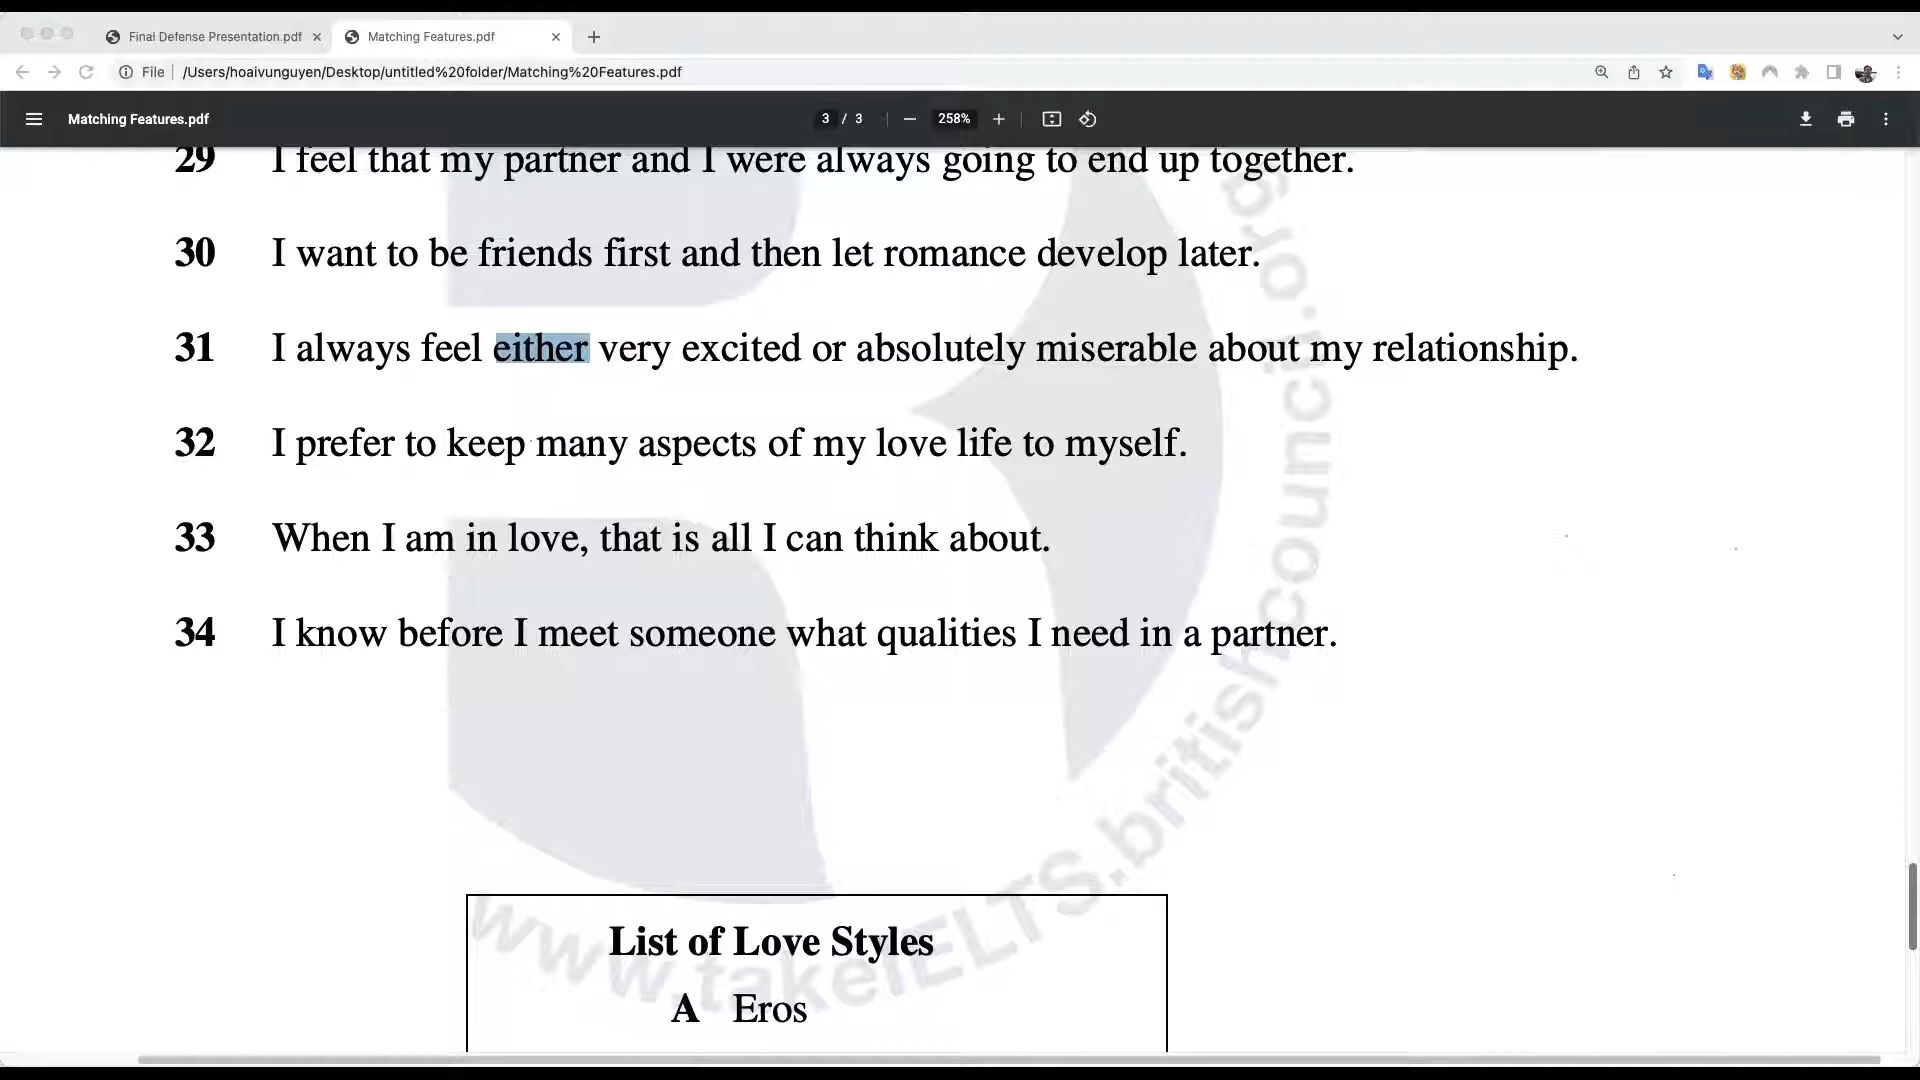 Final Defense Presentation.pdf
Matching Features.pdf
File
/Users/hoaivunguyen/Desktop/untitled%20folder/Matching%20Features.pdf
Matching Features.pdf
3 / 3
258%
29 I feel that my partner and I were always going to end up together.
30 I want to be friends first and then let romance develop later.
31 I always feel either very excited or absolutely miserable about my relationship.
32 I prefer to keep many aspects of my love life to myself.
33 When I am in love, that is all I can think about.
34 I know before I meet someone what qualities I need in a partner.
List of Love Styles
A Eros
www.takeIELTS.britishcouncil.org